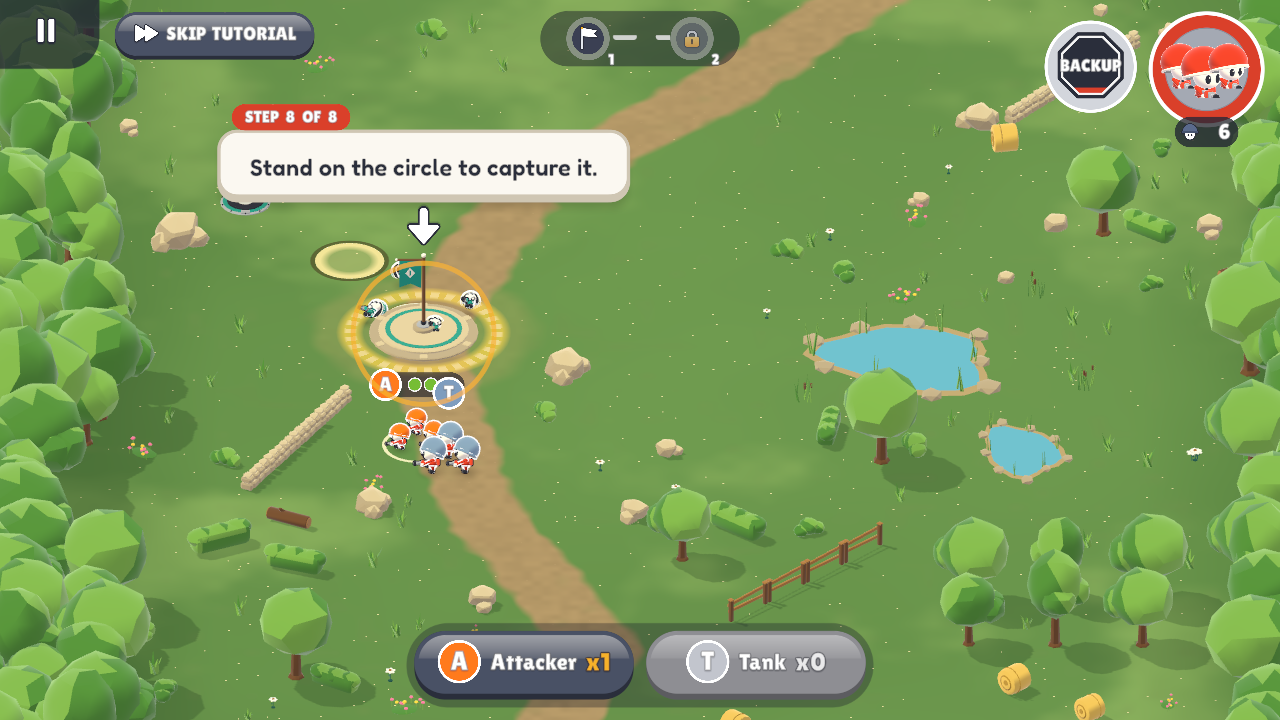 SKIP TUTORIAL
1
2
BACKUP
6
STEP 8 OF 8
Stand on the circle to capture it.
A
T
A Attacker x1
T Tank x0